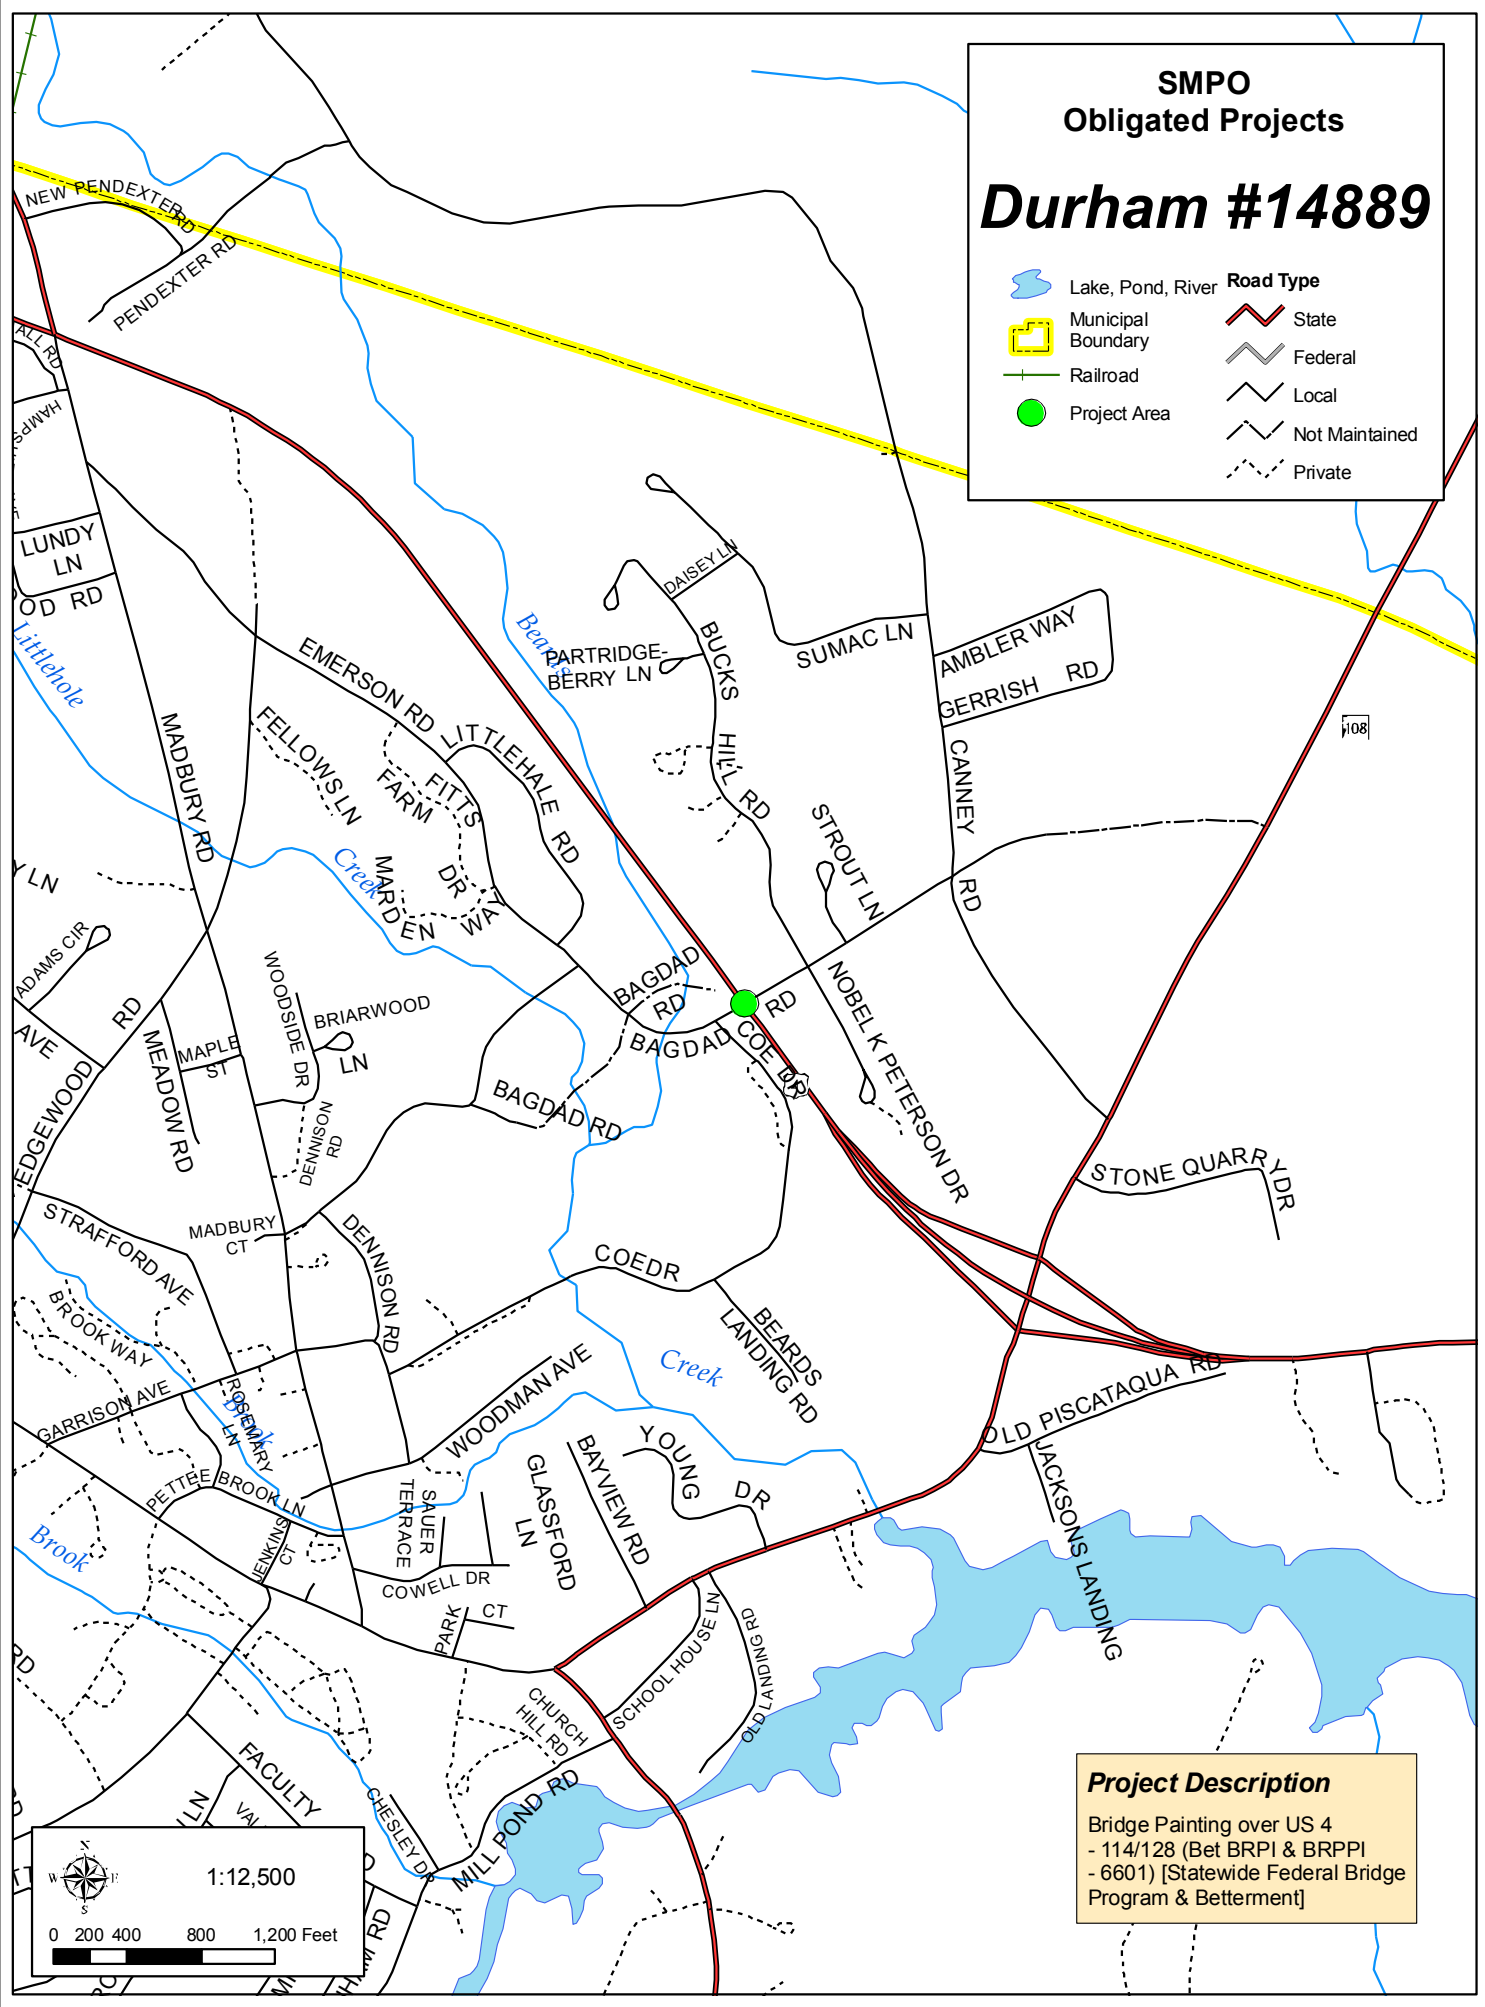 SMPO
Obligated Projects
Durham #14889
Lake, Pond, River
Municipal
Boundary
Railroad
Project Area
Road Type
State
Federal
Local
Not Maintained
Private
NEW PENDEXTER
RD
PENDEXTER RD
ALL RD
LUNDY
LN
OD RD
Littlehole
MADBURY RD
EMERSON RD
LITTLEHALE RD
FELLOWS LN
FITTS
FARM
DR
MARDEN WAY
Creek
Beards
PARTRIDGE-
BERRY LN
DAISEY LN
BUCKS HILL RD
SUMAC LN
AMBLER WAY
GERRISH RD
CANNEY RD
108
STROUT LN
Y LN
ADAMS CIR
AVE
EDGEWOOD RD
WOODSIDE DR
BRIARWOOD
LN
MAPLE
ST
MEADOW RD
DENNISON
RD
BAGDAD
RD
BAGDAD RD
BAGDAD RD
COE DR
NOBEL K PETERSON DR
STONE QUARRY DR
STRAFFORD AVE
MADBURY
CT
DENNISON RD
COE DR
BEARDS
LANDING RD
BROOK WAY
GARRISON AVE
ROSEMARY
LN
Brook
WOODMAN AVE
Creek
OLD PISCATAQUA RD
JACKSONS LANDING
PETTEE BROOK LN
JENKINS
CT
SAUER
TERRACE
GLASSFORD
LN
BAYVIEW RD
YOUNG DR
COWELL DR
PARK CT
Brook
RD
SCHOOL HOUSE LN
OLD LANDING RD
CHURCH
HILL RD
MILL POND RD
CHESLEY DR
FACULTY
LN
Project Description
Bridge Painting over US 4
- 114/128 (Bet BRPI & BRPPI
- 6601) [Statewide Federal Bridge
Program & Betterment]
N
W E
S
1:12,500
0 200 400 800 1,200 Feet